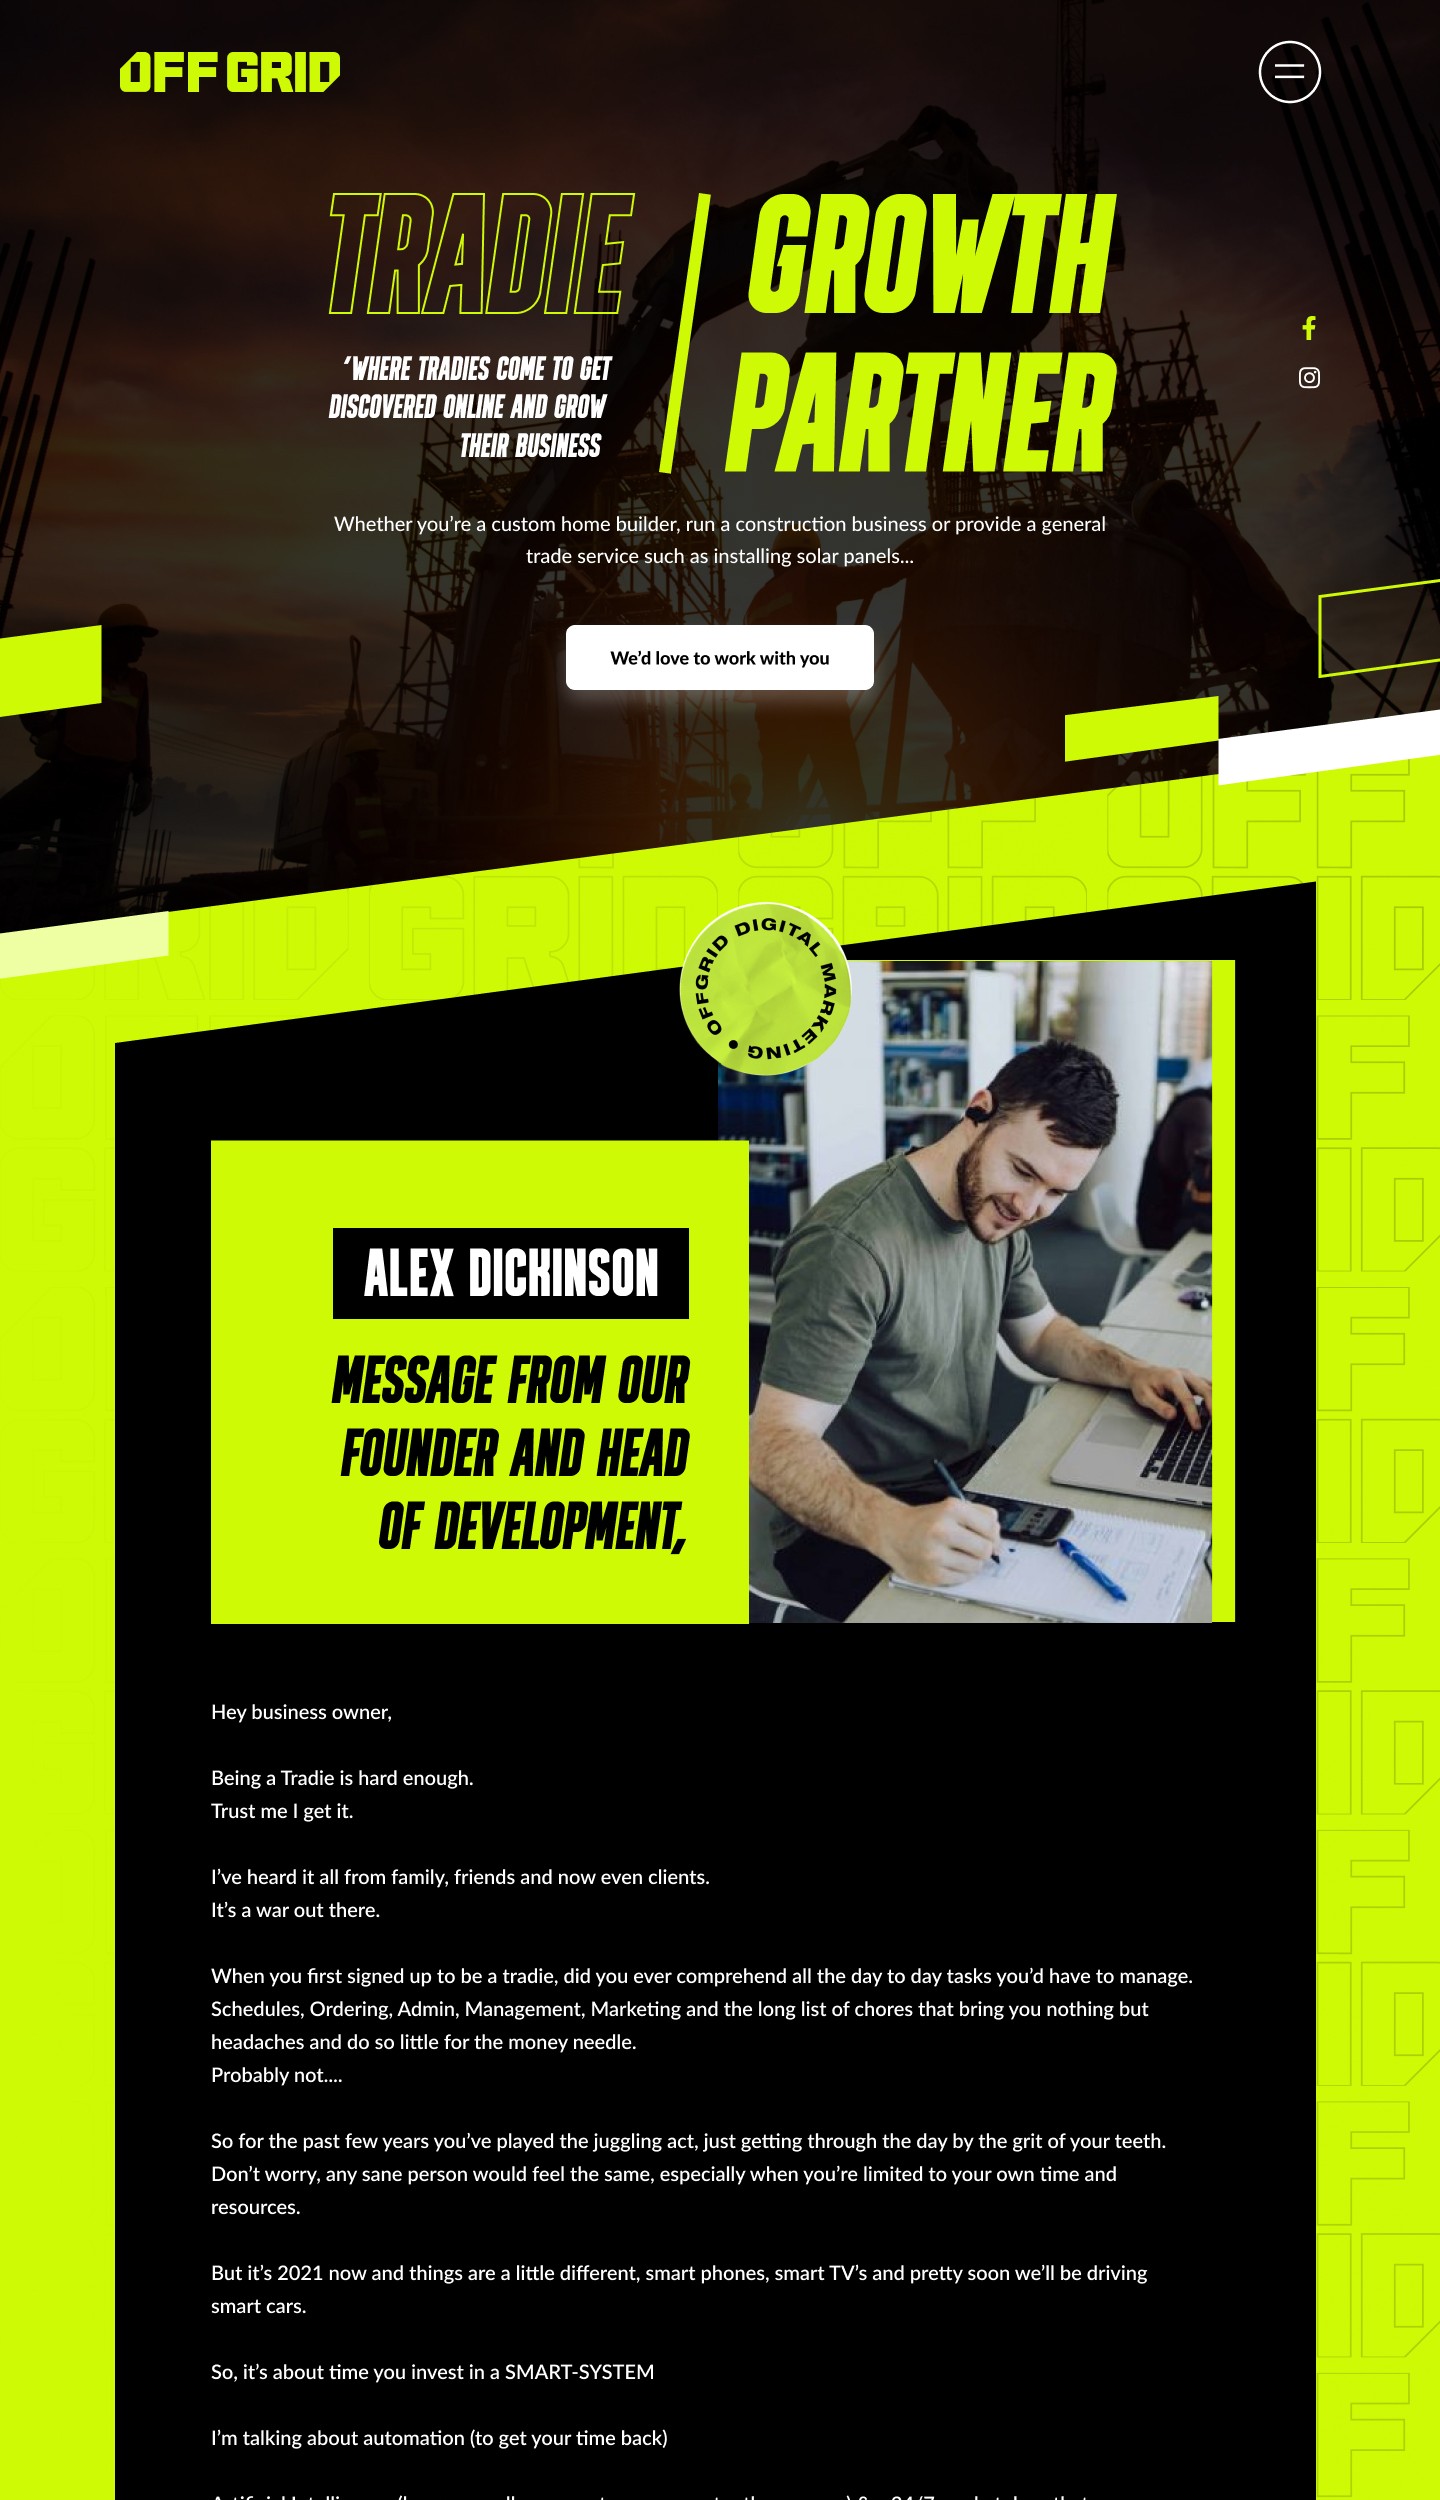 OFF GRID
TRADIE
GROWTH
PARTNER
‘WHERE TRADIES COME TO GET
DISCOVERED ONLINE AND GROW
THEIR BUSINESS
Whether you’re a custom home builder, run a construction business or provide a general
trade service such as installing solar panels...
We’d love to work with you
OFFGRID DIGITAL MARKETING •
ALEX DICKINSON
MESSAGE FROM OUR
FOUNDER AND HEAD
OF DEVELOPMENT,
Hey business owner,
Being a Tradie is hard enough.
Trust me I get it.
I’ve heard it all from family, friends and now even clients.
It’s a war out there.
When you first signed up to be a tradie, did you ever comprehend all the day to day tasks you’d have to manage.
Schedules, Ordering, Admin, Management, Marketing and the long list of chores that bring you nothing but
headaches and do so little for the money needle.
Probably not....
So for the past few years you’ve played the juggling act, just getting through the day by the grit of your teeth.
Don’t worry, any sane person would feel the same, especially when you’re limited to your own time and
resources.
But it’s 2021 now and things are a little different, smart phones, smart TV’s and pretty soon we’ll be driving
smart cars.
So, it’s about time you invest in a SMART-SYSTEM
I’m talking about automation (to get your time back)